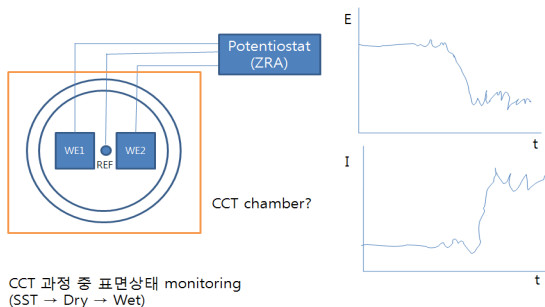 Potentiostat
(ZRA)
WE1
WE2
REF
CCT chamber?
E
t
I
t
CCT 과정 중 표면상태 monitoring
(SST → Dry → Wet)